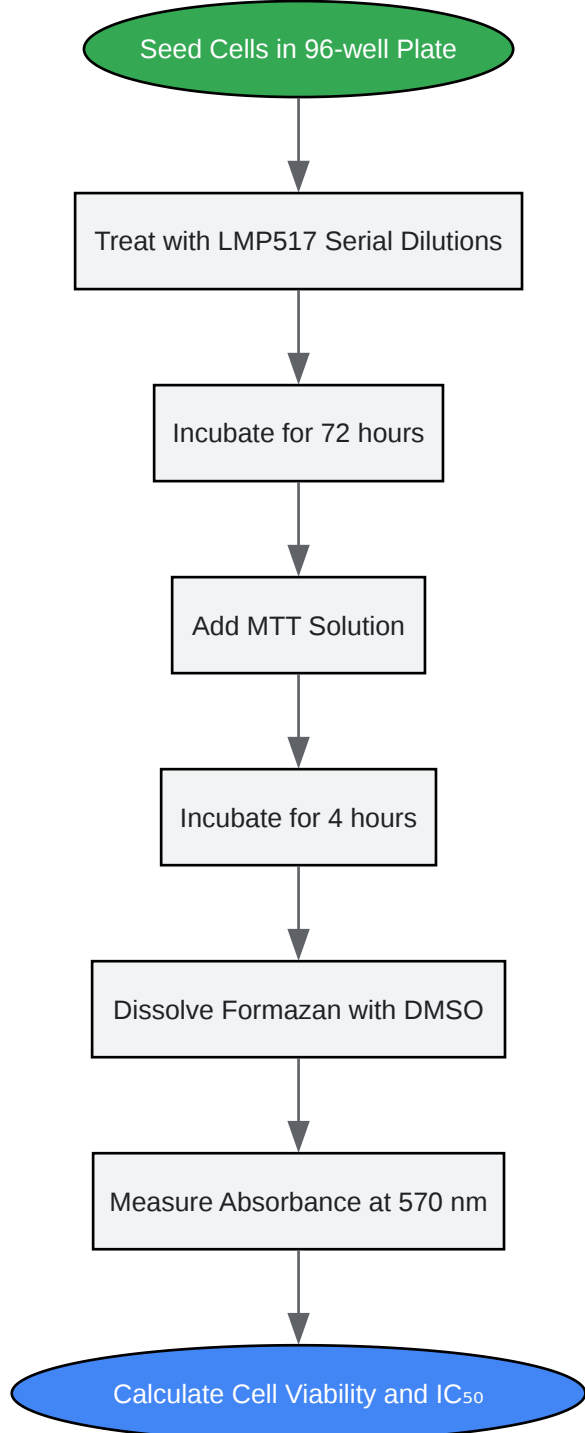 Seed Cells in 96-well Plate
Treat with LMP517 Serial Dilutions
Incubate for 72 hours
Add MTT Solution
Incubate for 4 hours
Dissolve Formazan with DMSO
Measure Absorbance at 570 nm
Calculate Cell Viability and IC₅₀